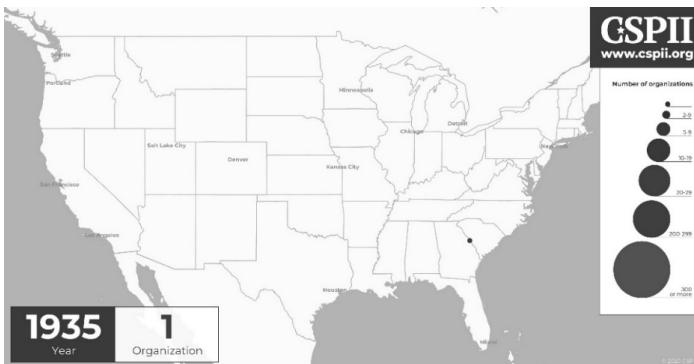 CSPII
www.cspii.org
Number of organizations
2-9
5-9
10-19
20-29
200-299
300
or more
Seattle
Portland
Minneapolis
Detroit
Chicago
Salt Lake City
Denver
Kansas City
San Francisco
Los Angeles
Houston
Miami
1935
Year
1
Organization